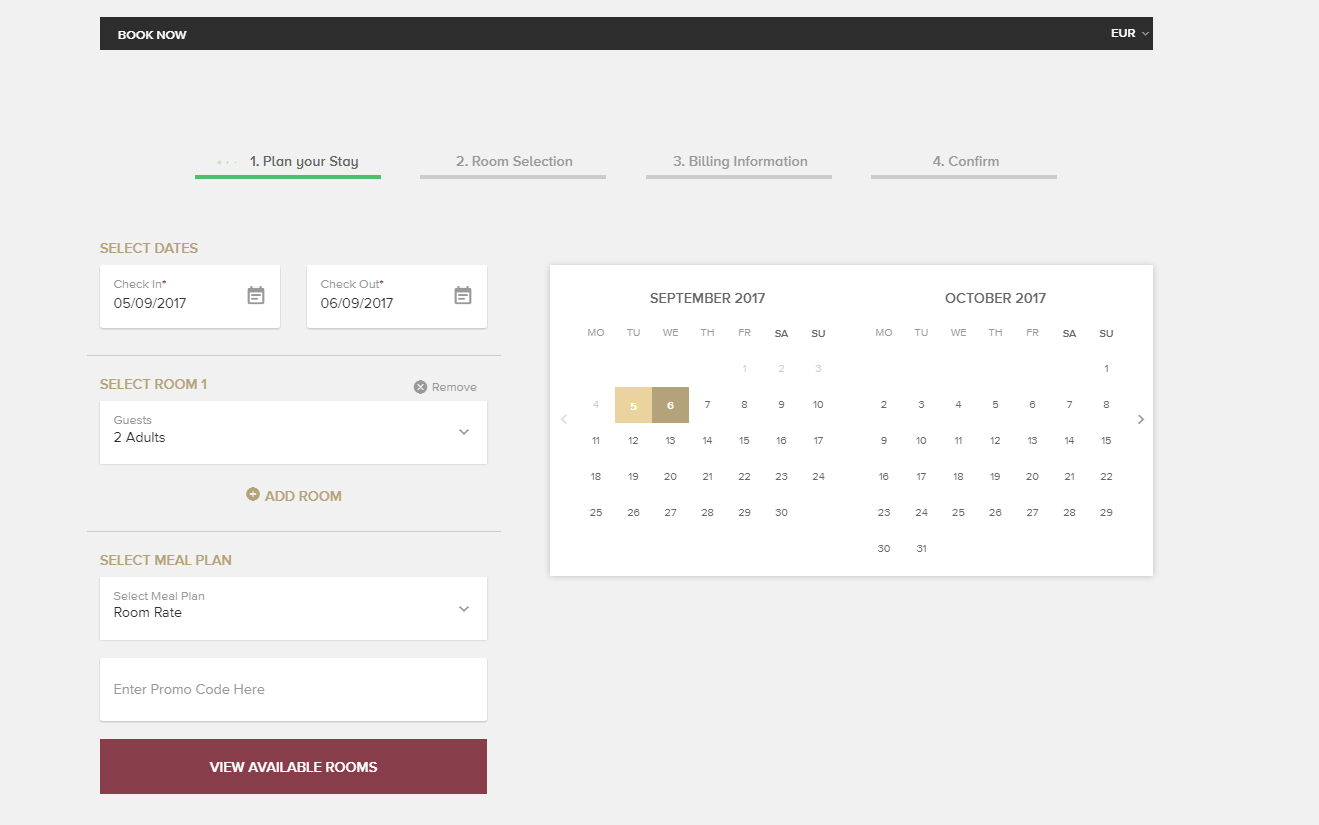 BOOK NOW
EUR
1. Plan your Stay
2. Room Selection
3. Billing Information
4. Confirm
SELECT DATES
Check In*
05/09/2017
Check Out*
06/09/2017
SELECT ROOM 1
Remove
Guests
2 Adults
ADD ROOM
SELECT MEAL PLAN
Select Meal Plan
Room Rate
Enter Promo Code Here
VIEW AVAILABLE ROOMS
SEPTEMBER 2017
MO TU WE TH FR SA SU
1 2 3
4 5 6 7 8 9 10
11 12 13 14 15 16 17
18 19 20 21 22 23 24
25 26 27 28 29 30
OCTOBER 2017
MO TU WE TH FR SA SU
1
2 3 4 5 6 7 8
9 10 11 12 13 14 15
16 17 18 19 20 21 22
23 24 25 26 27 28 29
30 31